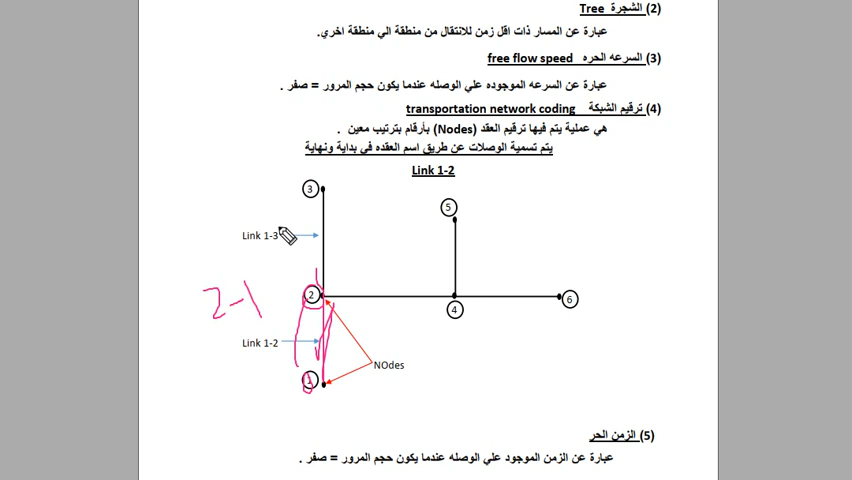 (2) الشجرة Tree
عبارة عن المسار ذات اقل زمن للانتقال من منطقة الي منطقة اخري.
(3) السرعه الحره free flow speed
عبارة عن السرعه الموجوده علي الوصله عندما يكون حجم المرور = صفر .
(4) ترقيم الشبكة transportation network coding
هي عملية يتم فيها ترقيم العقد (Nodes) بأرقام بترتيب معين .
يتم تسمية الوصلات عن طريق اسم العقده في بداية ونهاية
Link 1-2
3
5
Link 1-3
2
6
2-1
4
Link 1-2
NOdes
1
(5) الزمن الحر
عبارة عن الزمن الموجود علي الوصله عندما يكون حجم المرور = صفر .